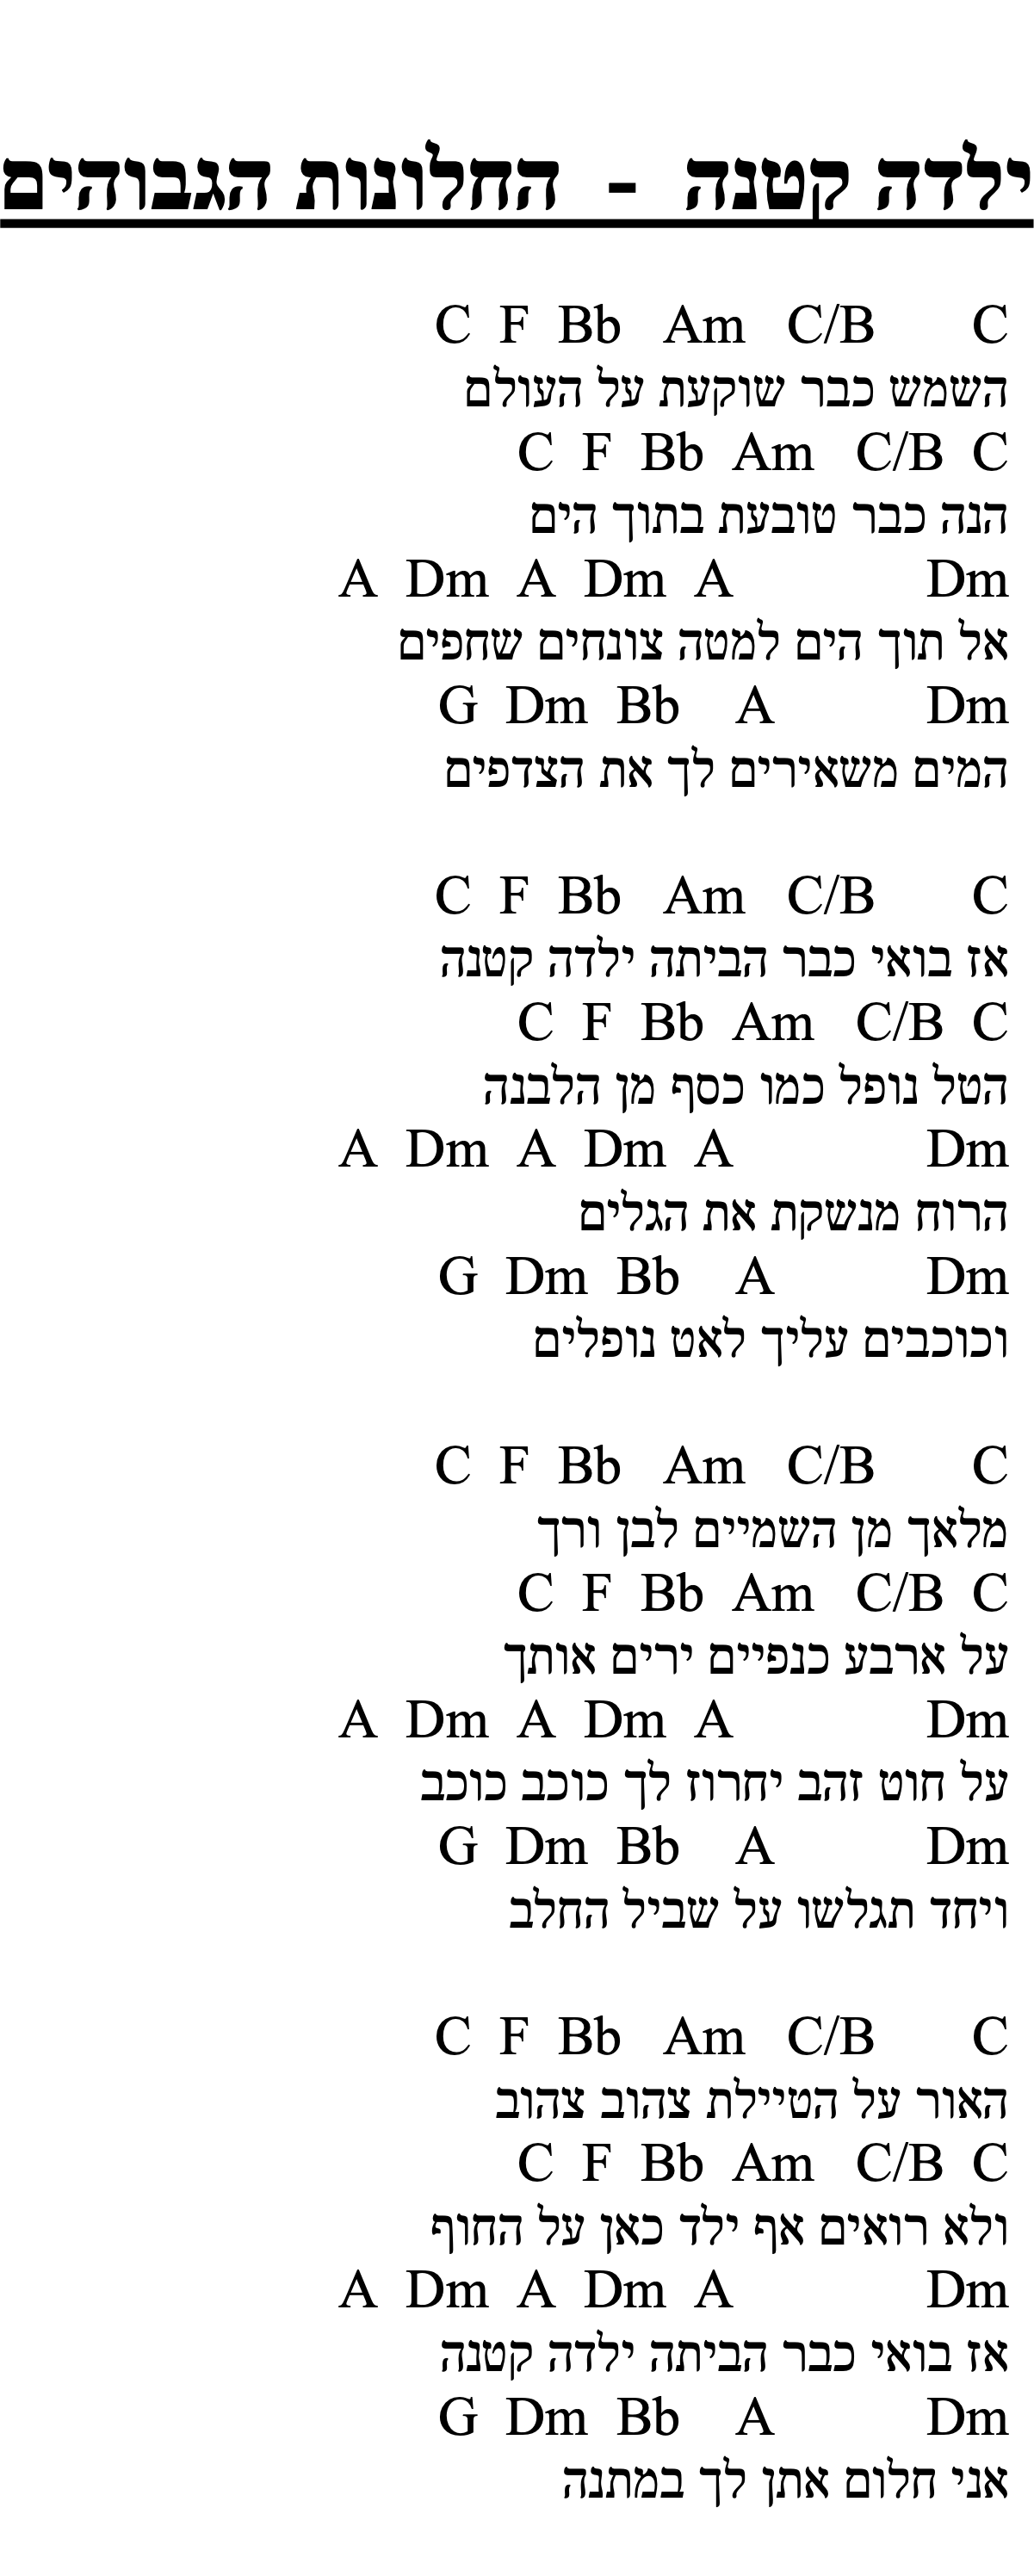 ילדה קטנה - החלונות הגבוהים
C F Bb Am C/B C
השמש כבר שוקעת על העולם
C F Bb Am C/B C
הנה כבר טובעת בתוך הים
A Dm A Dm A Dm
אל תוך הים למטה צונחים שחפים
G Dm Bb A Dm
המים משאירים לך את הצדפים
C F Bb Am C/B C
אז בואי כבר הביתה ילדה קטנה
C F Bb Am C/B C
הטל נופל כמו כסף מן הלבנה
A Dm A Dm A Dm
הרוח מנשקת את הגלים
G Dm Bb A Dm
וכוכבים עליך לאט נופלים
C F Bb Am C/B C
מלאך מן השמיים לבן ורך
C F Bb Am C/B C
על ארבע כנפיים ירים אותך
A Dm A Dm A Dm
על חוט זהב יחרוז לך כוכב כוכב
G Dm Bb A Dm
ויחד תגלשו על שביל החלב
C F Bb Am C/B C
האור על הטיילת צהוב צהוב
C F Bb Am C/B C
ולא רואים אף ילד כאן על החוף
A Dm A Dm A Dm
אז בואי כבר הביתה ילדה קטנה
G Dm Bb A Dm
אני חלום אתן לך במתנה